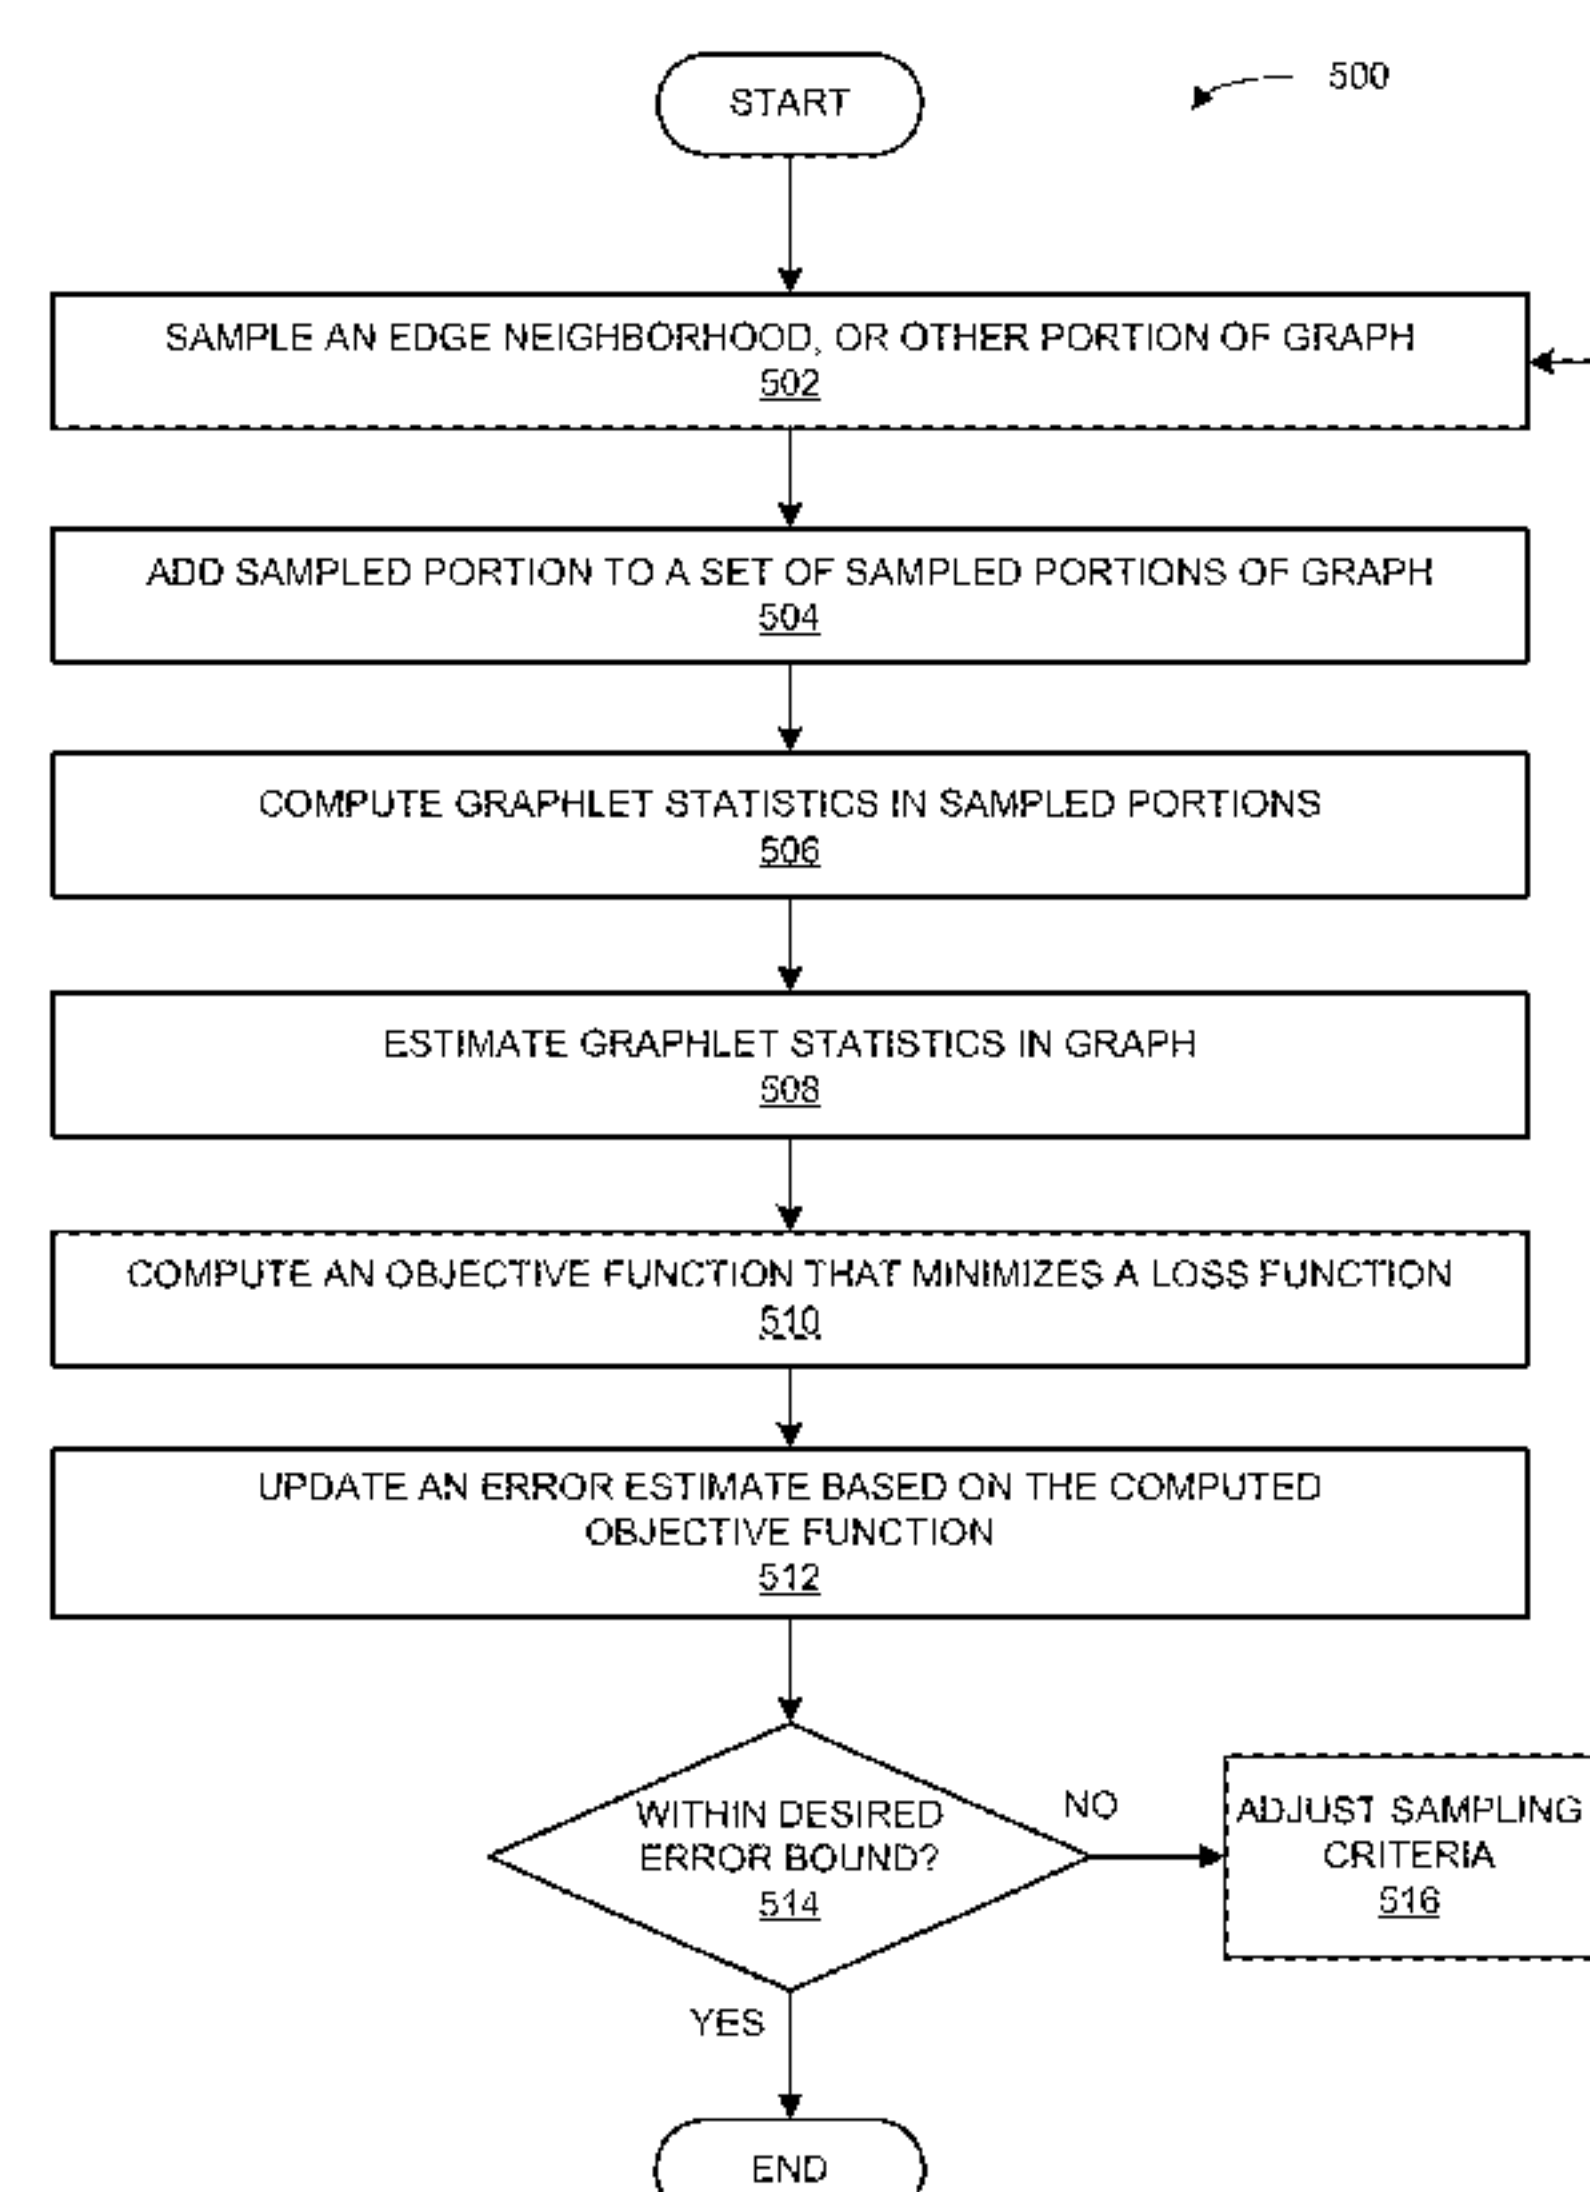 START
500
SAMPLE AN EDGE NEIGHBORHOOD, OR OTHER PORTION OF GRAPH
502
ADD SAMPLED PORTION TO A SET OF SAMPLED PORTIONS OF GRAPH
504
COMPUTE GRAPHLET STATISTICS IN SAMPLED PORTIONS
506
ESTIMATE GRAPHLET STATISTICS IN GRAPH
508
COMPUTE AN OBJECTIVE FUNCTION THAT MINIMIZES A LOSS FUNCTION
510
UPDATE AN ERROR ESTIMATE BASED ON THE COMPUTED
OBJECTIVE FUNCTION
512
WITHIN DESIRED
ERROR BOUND?
514
NO
ADJUST SAMPLING
CRITERIA
516
YES
END